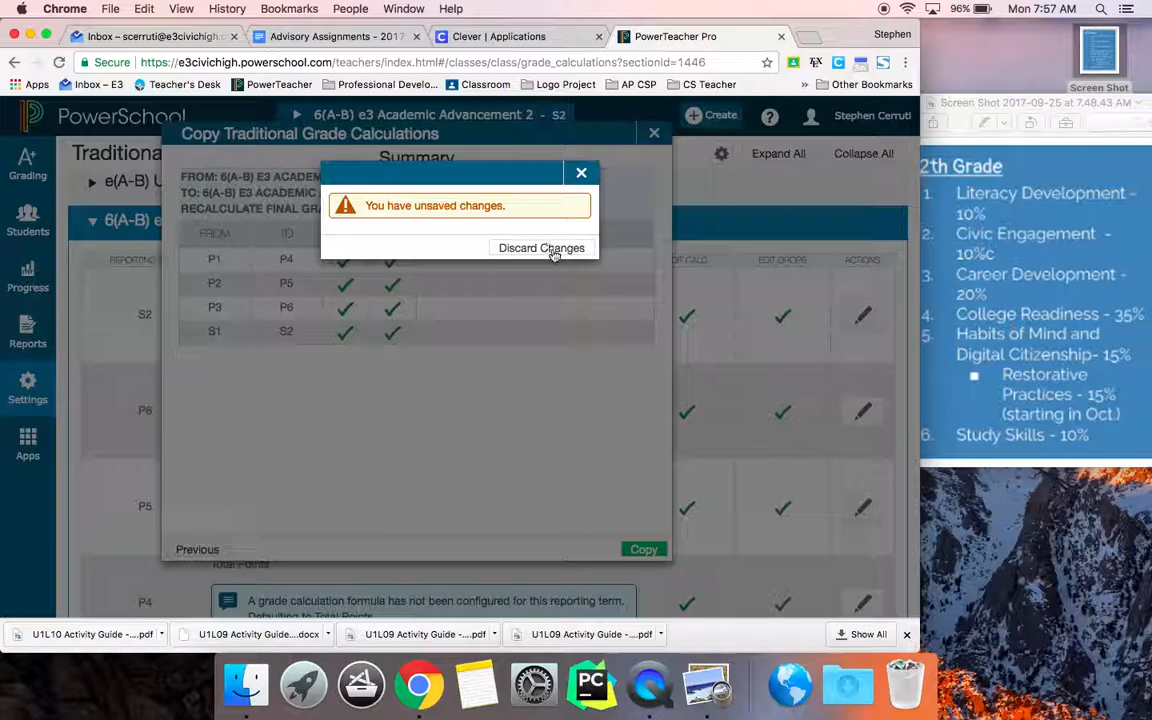 Chrome File Edit View History Bookmarks People Window Help 96% Mon 7:57 AM
Inbox – scerruti@e3civichigh.c
Advisory Assignments - 2017
Clever | Applications
PowerTeacher Pro
Stephen
Secure https://e3civichigh.powerschool.com/teachers/index.html#/classes/class/grade_calculations?sectionId=1446
Apps Inbox – E3 Teacher's Desk PowerTeacher Professional Develo... Classroom Logo Project AP CSP CS Teacher » Other Bookmarks
Screen Shot
Screen Shot 2017-09-25 at 7.48.43 AM
PowerSchool
6(A-B) e3 Academic Advancement 2 - S2
Create
Stephen Cerruti
Grading
Students
Progress
Reports
Settings
Apps
Traditiona
Expand All
Collapse All
e(A-B) U
6(A-B) e
REPORTING
DIT CALC
EDIT DROPS
ACTIONS
S2
P6
P5
P4
Total Points
A grade calculation formula has not been configured for this reporting term.
Defaulting to Total Points
Copy Traditional Grade Calculations
Summary
FROM: 6(A-B) E3 ACADEM
TO: 6(A-B) E3 ACADEMIC
RECALCULATE FINAL GRA
FROM TO
P1 P4
P2 P5
P3 P6
S1 S2
Previous
Copy
You have unsaved changes.
Discard Changes
2th Grade
1. Literacy Development -
10%
2. Civic Engagement -
10%c
3. Career Development -
20%
4. College Readiness - 35%
5. Habits of Mind and
Digital Citizenship- 15%
Restorative
Practices - 15%
(starting in Oct.)
6. Study Skills - 10%
U1L10 Activity Guide -....pdf
U1L09 Activity Guide....docx
U1L09 Activity Guide -....pdf
U1L09 Activity Guide -....pdf
Show All
PC